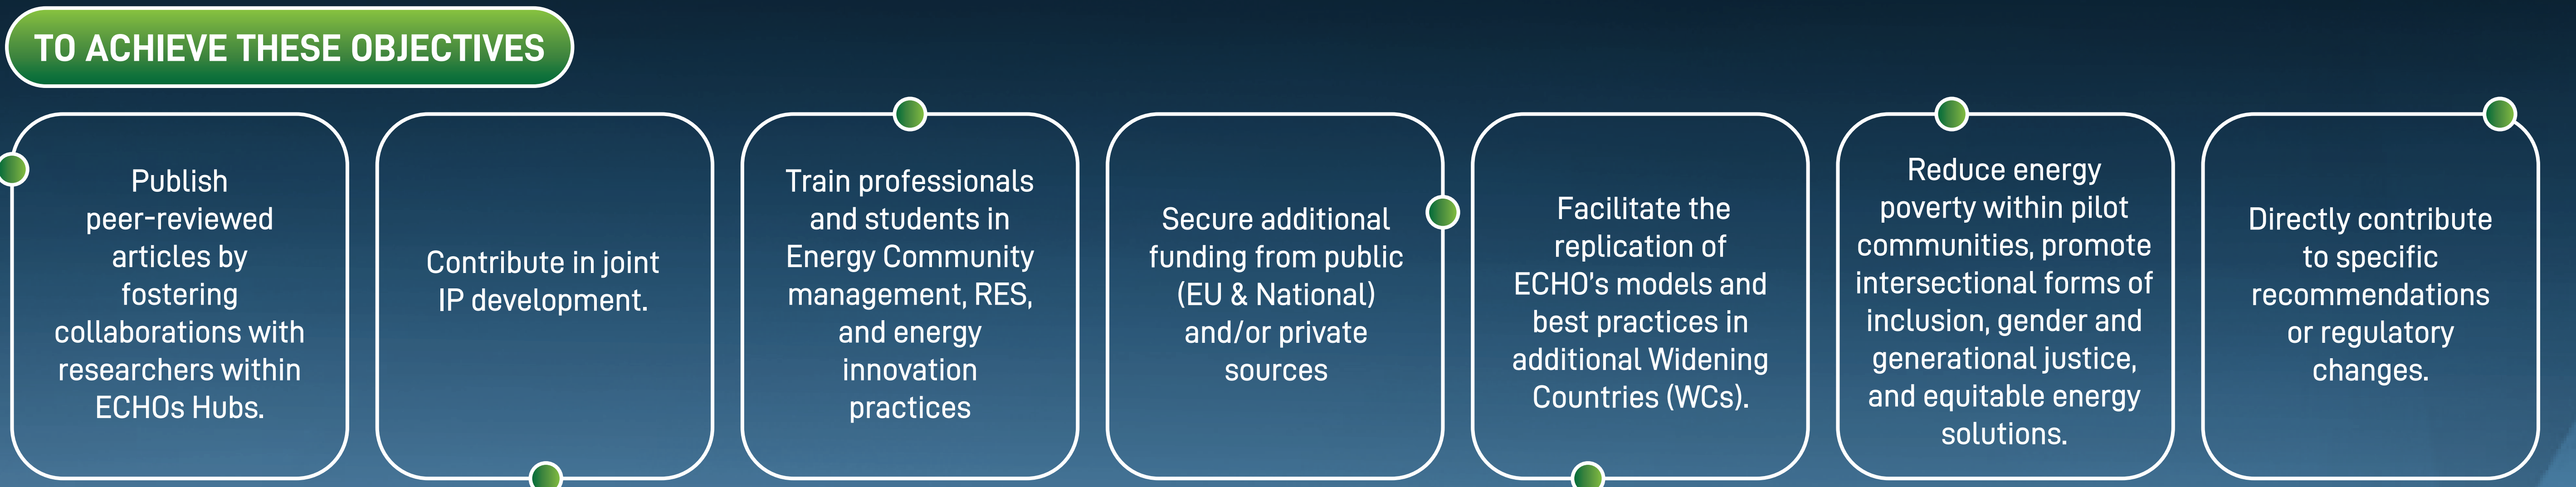 TO ACHIEVE THESE OBJECTIVES
Publish
peer-reviewed
articles by
fostering
collaborations with
researchers within
ECHOs Hubs.
Contribute in joint
IP development.
Train professionals
and students in
Energy Community
management, RES,
and energy
innovation
practices
Secure additional
funding from public
(EU & National)
and/or private
sources
Facilitate the
replication of
ECHO's models and
best practices in
additional Widening
Countries (WCs).
Reduce energy
poverty within pilot
communities, promote
intersectional forms of
inclusion, gender and
generational justice,
and equitable energy
solutions.
Directly contribute
to specific
recommendations
or regulatory
changes.